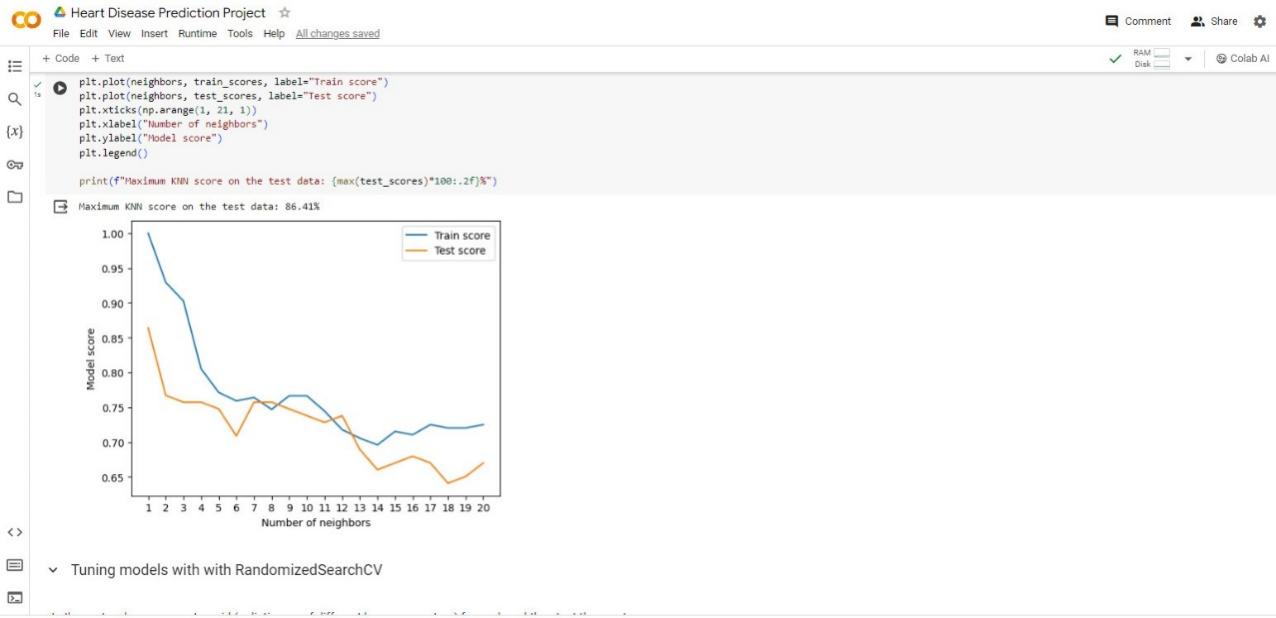 Heart Disease Prediction Project
Comment
Share
File Edit View Insert Runtime Tools Help All changes saved
+ Code + Text
RAM
Disk
Colab AI
1s
plt.plot(neighbors, train_scores, label="Train score")
plt.plot(neighbors, test_scores, label="Test score")
plt.xticks(np.arange(1, 21, 1))
plt.xlabel("Number of neighbors")
plt.ylabel("Model score")
plt.legend()
print(f"Maximum KNN score on the test data: {max(test_scores)*100:.2f}%")
Maximum KNN score on the test data: 86.41%
Train score
Test score
1.00
0.95
0.90
0.85
0.80
0.75
0.70
0.65
Model score
1 2 3 4 5 6 7 8 9 10 11 12 13 14 15 16 17 18 19 20
Number of neighbors
Tuning models with with RandomizedSearchCV